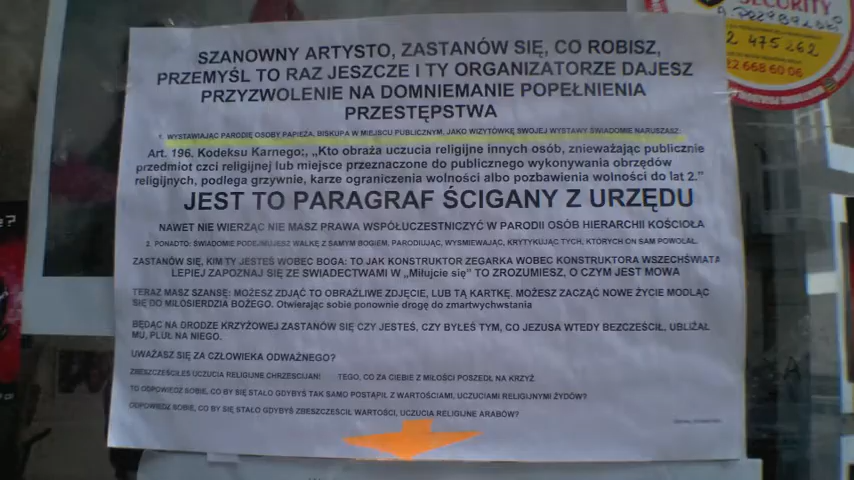 SECURITY
2 475 262
22 668 60 06
SZANOWNY ARTYSTO, ZASTANÓW SIĘ, CO ROBISZ,
PRZEMYŚL TO RAZ JESZCZE I TY ORGANIZATORZE DAJESZ
PRZYZWOLENIE NA DOMNIEMANIE POPEŁNIENIA
PRZESTĘPSTWA
1. WYSTAWIAJĄC PARODIĘ OSOBY PAPIEŻA, BISKUPA W MIEJSCU PUBLICZNYM, JAKO WIZYTÓWKĘ SWOJEJ WYSTAWY ŚWIADOMIE NARUSZASZ:
Art. 196. Kodeksu Karnego:, „Kto obraża uczucia religijne innych osób, znieważając publicznie
przedmiot czci religijnej lub miejsce przeznaczone do publicznego wykonywania obrzędów
religijnych, podlega grzywnie, karze ograniczenia wolności albo pozbawienia wolności do lat 2."
JEST TO PARAGRAF ŚCIGANY Z URZĘDU
NAWET NIE WIERZĄC NIE MASZ PRAWA WSPÓŁUCZESTNICZYĆ W PARODII OSÓB HIERARCHII KOŚCIOŁA
2. PONADTO: ŚWIADOMIE PODEJMUJESZ WALKĘ Z SAMYM BOGIEM, PARODIUJĄC, WYŚMIEWAJĄC, KRYTYKUJĄC TYCH, KTÓRYCH ON SAM POWOŁAŁ.
ZASTANÓW SIĘ, KIM TY JESTEŚ WOBEC BOGA: TO JAK KONSTRUKTOR ZEGARKA WOBEC KONSTRUKTORA WSZECHŚWIATA
LEPIEJ ZAPOZNAJ SIĘ ZE ŚWIADECTWAMI W „Miłujcie się" TO ZROZUMIESZ, O CZYM JEST MOWA
TERAZ MASZ SZANSĘ: MOŻESZ ZDJĄĆ TO OBRAŹLIWE ZDJĘCIE, LUB TĄ KARTKĘ. MOŻESZ ZACZĄĆ NOWE ŻYCIE MODLĄC
SIĘ DO MIŁOSIERDZIA BOŻEGO. Otwierając sobie ponownie drogę do zmartwychwstania
BĘDĄC NA DRODZE KRZYŻOWEJ ZASTANÓW SIĘ CZY JESTEŚ, CZY BYŁEŚ TYM, CO JEZUSA WTEDY BEZCZEŚCIŁ, UBLIŻAŁ
MU, PLUŁ NA NIEGO.
UWAŻASZ SIĘ ZA CZŁOWIEKA ODWAŻNEGO?
ZBEZCZEŚCIŁEŚ UCZUCIA RELIGIJNE CHRZEŚCIJAN! TEGO, CO ZA CIEBIE Z MIŁOŚCI POSZEDŁ NA KRZYŻ
TO ODPOWIEDZ SOBIE, CO BY SIĘ STAŁO GDYBYŚ TAK SAMO POSTĄPIŁ Z WARTOŚCIAMI, UCZUCIAMI RELIGIJNYMI ŻYDÓW?
ODPOWIEDZ SOBIE, CO BY SIĘ STAŁO GDYBYŚ ZBEZCZEŚCIŁ WARTOŚCI, UCZUCIA RELIGIJNE ARABÓW?